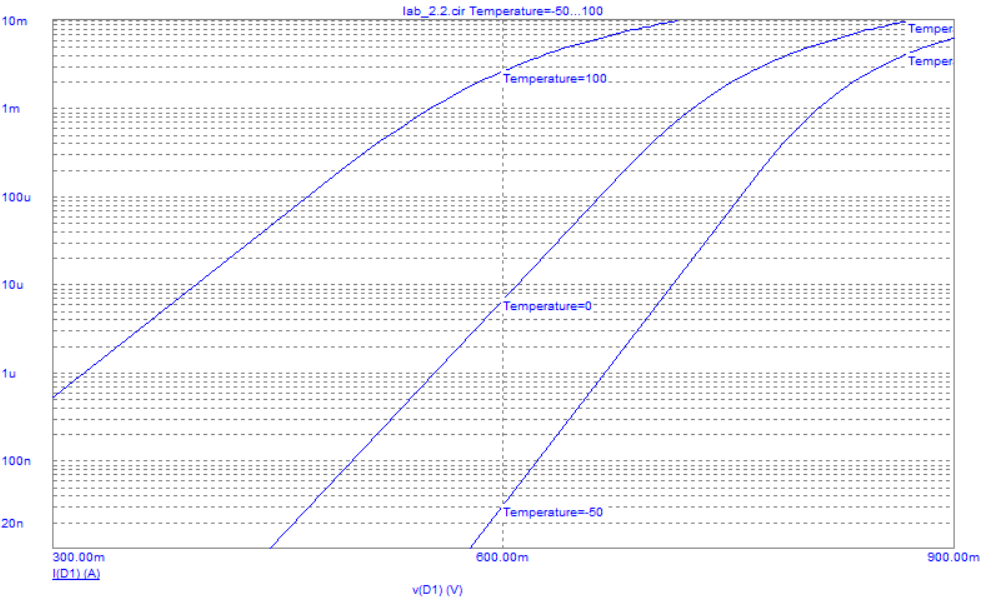 lab_2.2.cir Temperature=-50...100
10m
Temper
Temper
Temperature=100
1m
100u
10u
Temperature=0
1u
100n
Temperature=-50
20n
300.00m 600.00m 900.00m
I(D1) (A)
v(D1) (V)